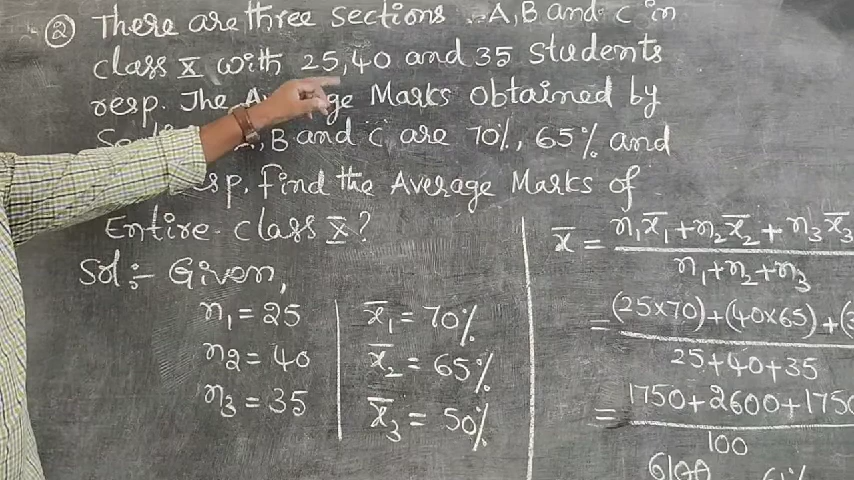 ② There are three sections A, B and C in
class X with 25, 40 and 35 students
resp. The Average Marks obtained by
B and C are 70%, 65% and
Find the Average Marks of
Entire class X?
Sol:- Given,
n₁ = 25
n₂ = 40
n₃ = 35
x̄₁ = 70%
x̄₂ = 65%
x̄₃ = 50%
x̄ = (n₁x̄₁ + n₂x̄₂ + n₃x̄₃
n₁ + n₂ + n₃
= (25×70) + (40×65) + (3
25 + 40 + 35
= 1750 + 2600 + 1750
100
6100